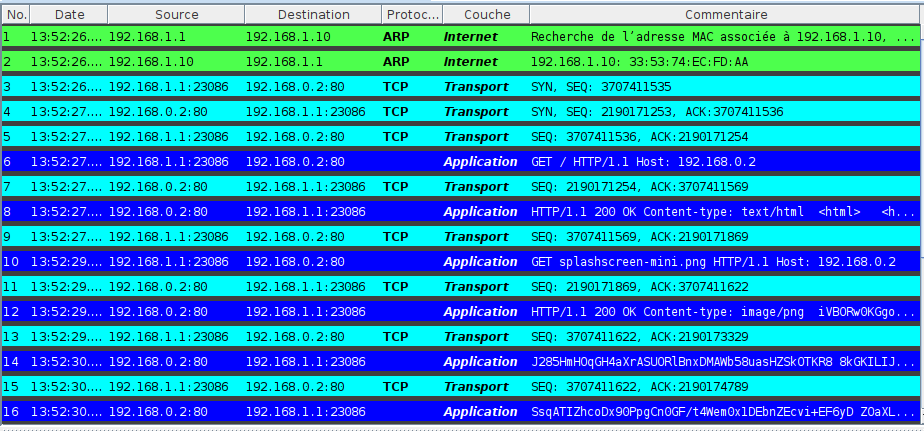 No. Date Source Destination Protoc... Couche Commentaire
1 13:52:26.... 192.168.1.1 192.168.1.10 ARP Internet Recherche de l'adresse MAC associée à 192.168.1.10, ...
2 13:52:26.... 192.168.1.10 192.168.1.1 ARP Internet 192.168.1.10: 33:53:74:EC:FD:AA
3 13:52:26.... 192.168.1.1:23086 192.168.0.2:80 TCP Transport SYN, SEQ: 3707411535
4 13:52:27.... 192.168.0.2:80 192.168.1.1:23086 TCP Transport SYN, SEQ: 2190171253, ACK:3707411536
5 13:52:27.... 192.168.1.1:23086 192.168.0.2:80 TCP Transport SEQ: 3707411536, ACK:2190171254
6 13:52:27.... 192.168.1.1:23086 192.168.0.2:80 Application GET / HTTP/1.1 Host: 192.168.0.2
7 13:52:27.... 192.168.0.2:80 192.168.1.1:23086 TCP Transport SEQ: 2190171254, ACK:3707411569
8 13:52:27.... 192.168.0.2:80 192.168.1.1:23086 Application HTTP/1.1 200 OK Content-type: text/html <html> <h...
9 13:52:27.... 192.168.1.1:23086 192.168.0.2:80 TCP Transport SEQ: 3707411569, ACK:2190171869
10 13:52:29.... 192.168.1.1:23086 192.168.0.2:80 Application GET splashscreen-mini.png HTTP/1.1 Host: 192.168.0.2
11 13:52:29.... 192.168.0.2:80 192.168.1.1:23086 TCP Transport SEQ: 2190171869, ACK:3707411622
12 13:52:29.... 192.168.0.2:80 192.168.1.1:23086 Application HTTP/1.1 200 OK Content-type: image/png iVBORw0KGgo...
13 13:52:29.... 192.168.1.1:23086 192.168.0.2:80 TCP Transport SEQ: 3707411622, ACK:2190173329
14 13:52:30.... 192.168.0.2:80 192.168.1.1:23086 Application J285HmHOqGH4aXrASUORlBnxDMAWb58uasHZSkOTKR8 8kGKILIJ...
15 13:52:30.... 192.168.1.1:23086 192.168.0.2:80 TCP Transport SEQ: 3707411622, ACK:2190174789
16 13:52:30.... 192.168.0.2:80 192.168.1.1:23086 Application SsqATIZhcoDx90PpgCn0GF/t4Wem0x1DEbnZEcvi+EF6yD ZOaXL...